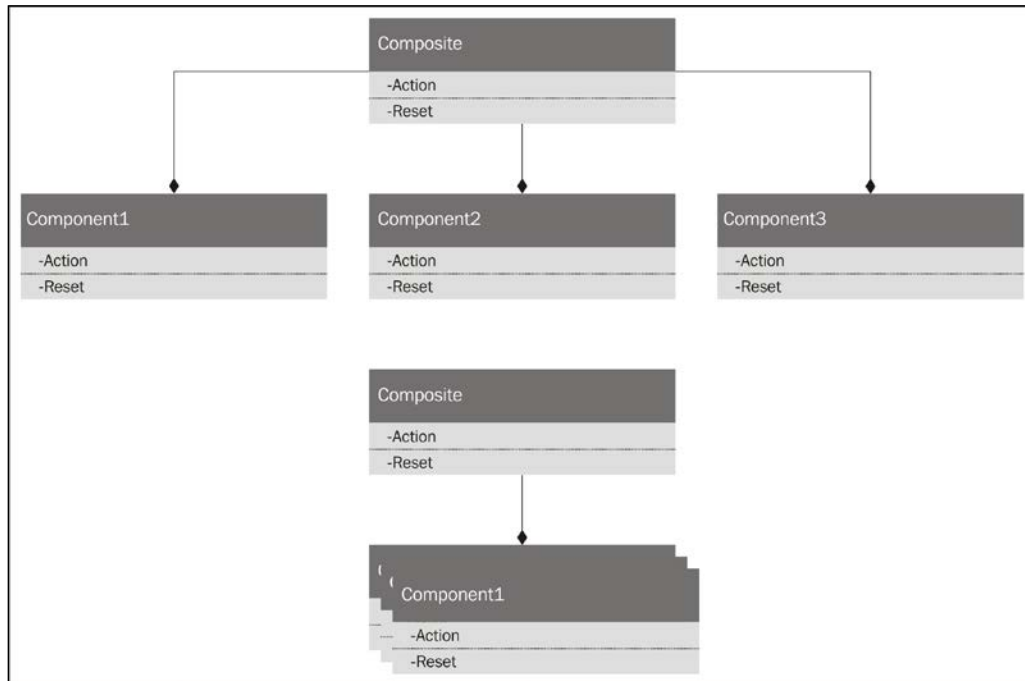 Composite
-Action
-Reset
Component1
-Action
-Reset
Component2
-Action
-Reset
Component3
-Action
-Reset
Composite
-Action
-Reset
Component1
-Action
-Reset